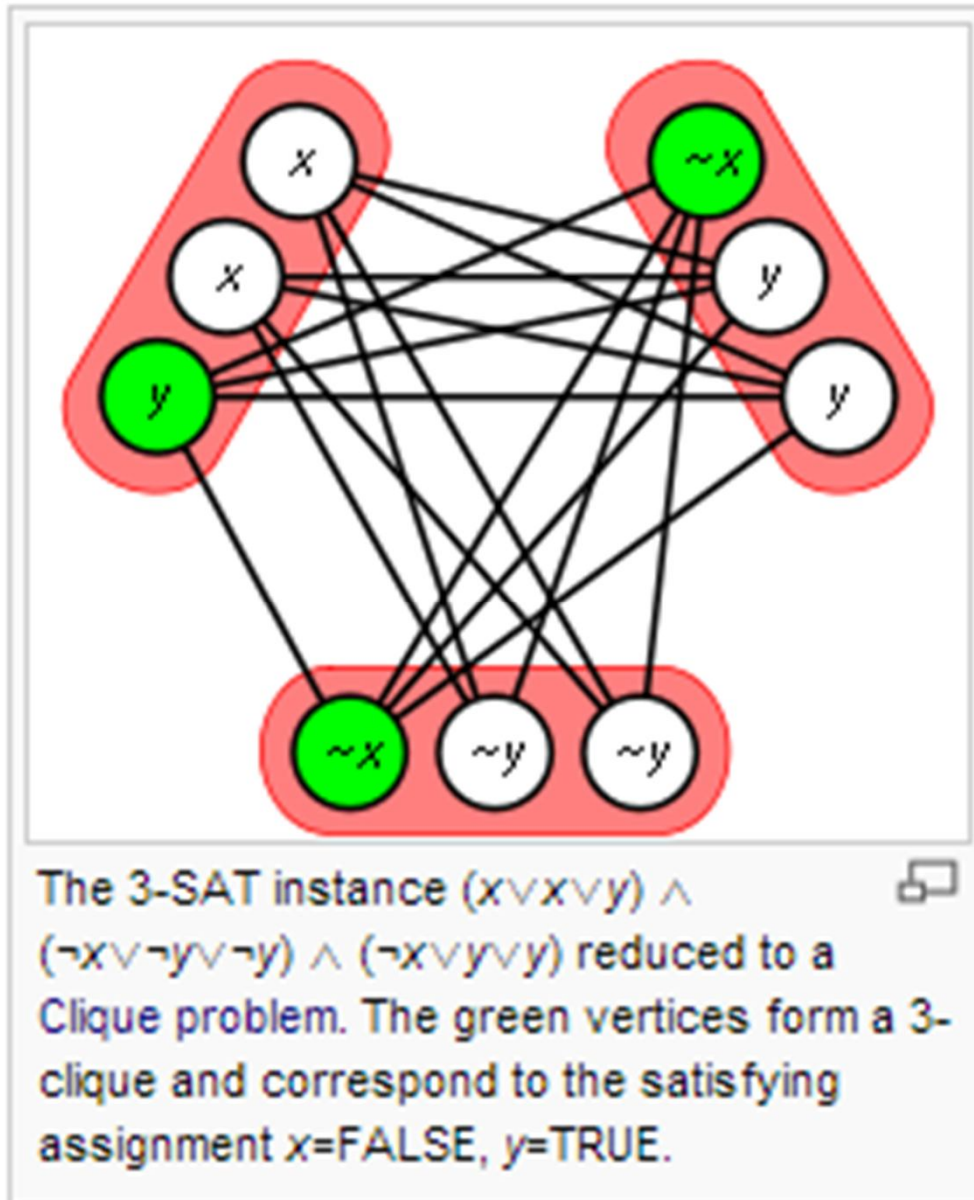 x ~x
x y
y y
~x ~y ~y
The 3-SAT instance (x∨x∨y) ∧
(¬x∨¬y∨¬y) ∧ (¬x∨y∨y) reduced to a
Clique problem. The green vertices form a 3-
clique and correspond to the satisfying
assignment x=FALSE, y=TRUE.